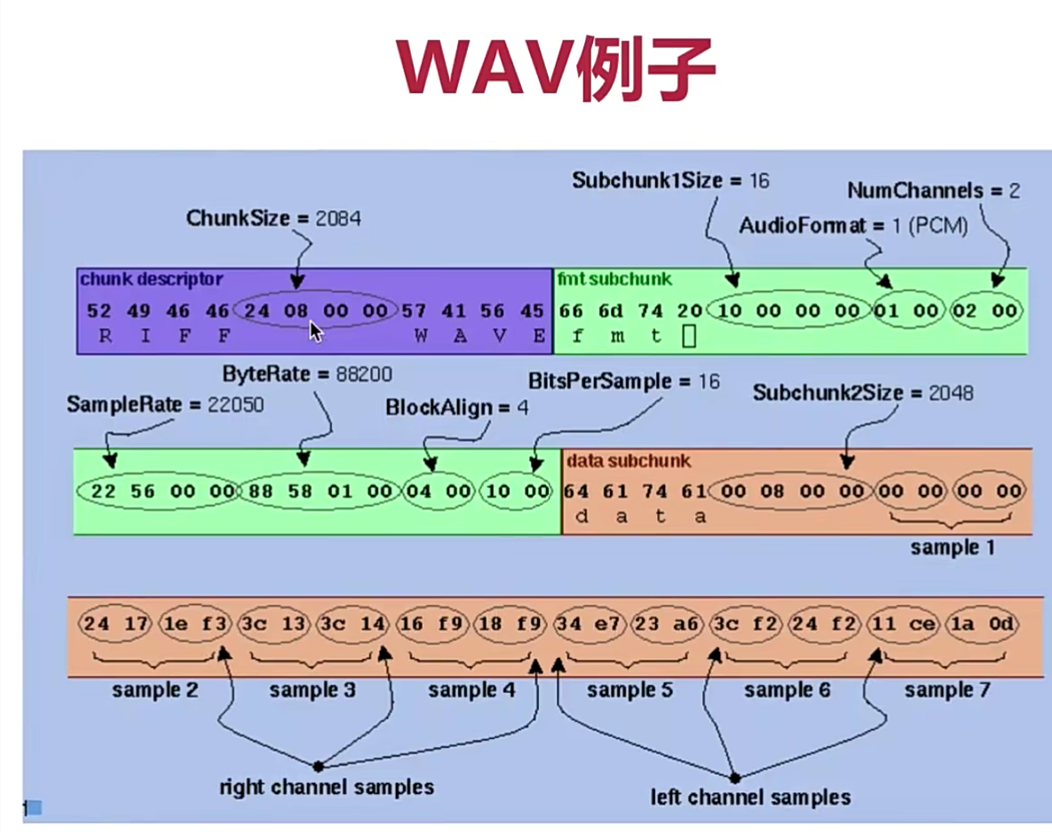 WAV例子
Subchunk1Size = 16
NumChannels = 2
ChunkSize = 2084
AudioFormat = 1 (PCM)
chunk descriptor
fmt subchunk
52 49 46 46 24 08 00 00 57 41 56 45 66 6d 74 20 10 00 00 00 01 00 02 00
R I F F W A V E f m t
ByteRate = 88200
BitsPerSample = 16
Subchunk2Size = 2048
SampleRate = 22050
BlockAlign = 4
data subchunk
22 56 00 00 88 58 01 00 04 00 10 00 64 61 74 61 00 08 00 00 00 00 00 00
d a t a
sample 1
24 17 1e f3 3c 13 3c 14 16 f9 18 f9 34 e7 23 a6 3c f2 24 f2 11 ce 1a 0d
sample 2 sample 3 sample 4 sample 5 sample 6 sample 7
right channel samples
left channel samples